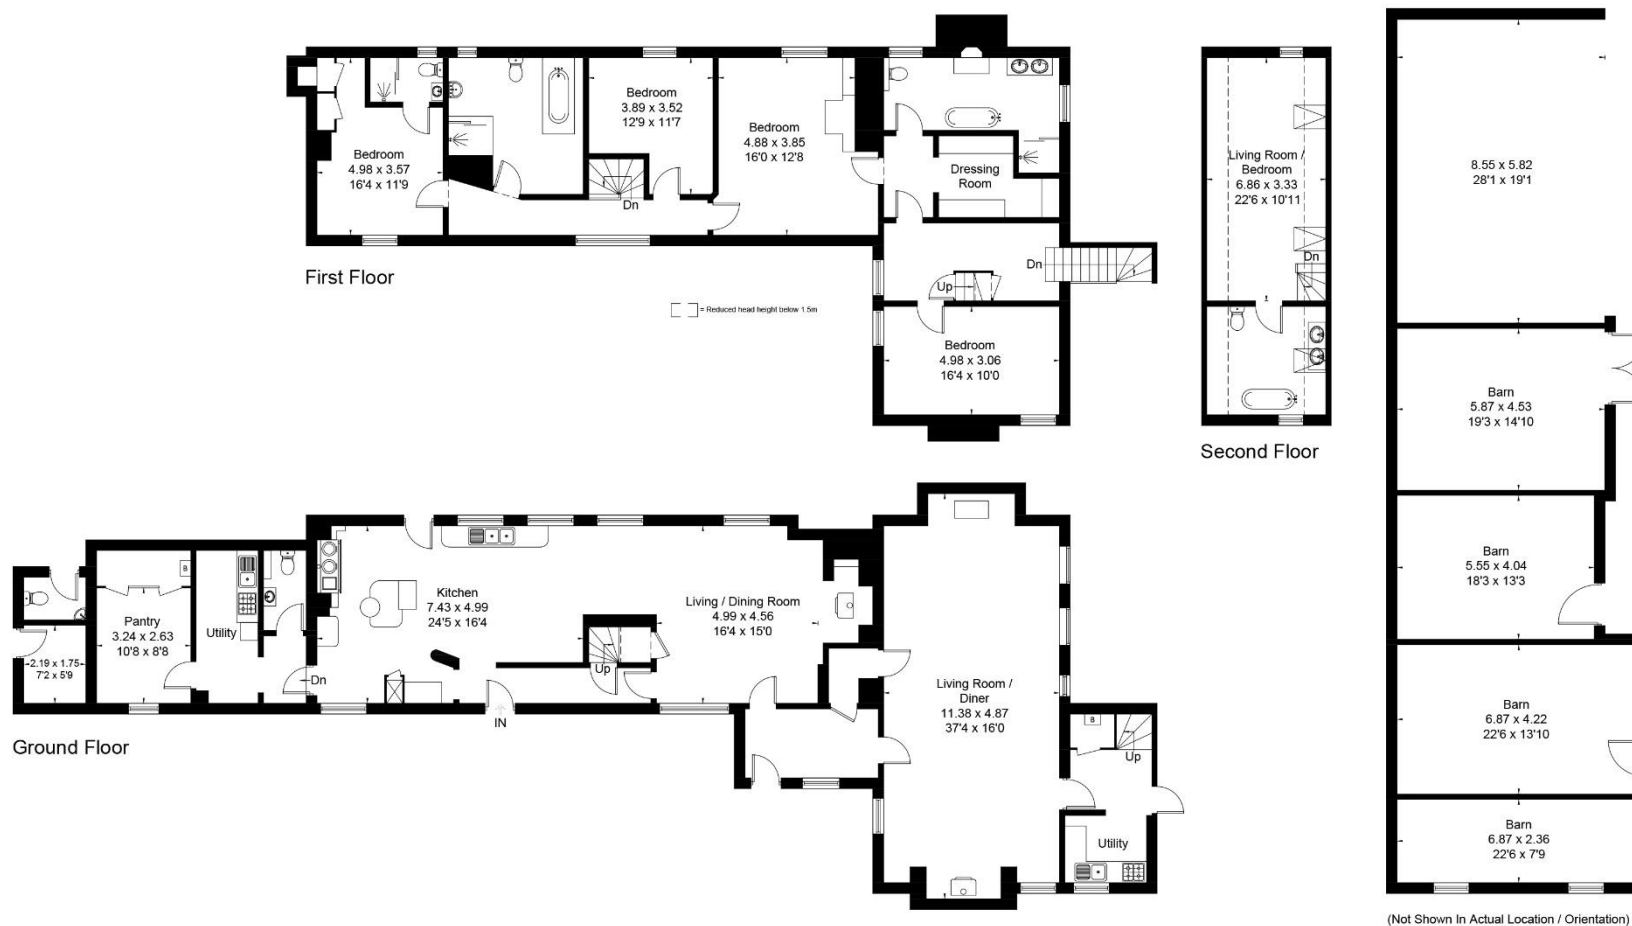 Bedroom
4.98 x 3.57
16'4 x 11'9
Bedroom
3.89 x 3.52
12'9 x 11'7
Dn
Bedroom
4.88 x 3.85
16'0 x 12'8
Dressing
Room
Dn
Up
Bedroom
4.98 x 3.06
16'4 x 10'0
First Floor
= Reduced head height below 1.5m
Living Room /
Bedroom
6.86 x 3.33
22'6 x 10'11
Dn
Second Floor
8.55 x 5.82
28'1 x 19'1
Barn
5.87 x 4.53
19'3 x 14'10
Barn
5.55 x 4.04
18'3 x 13'3
Barn
6.87 x 4.22
22'6 x 13'10
Barn
6.87 x 2.36
22'6 x 7'9
(Not Shown In Actual Location / Orientation)
2.19 x 1.75
7'2 x 5'9
B
Pantry
3.24 x 2.63
10'8 x 8'8
Utility
Dn
Kitchen
7.43 x 4.99
24'5 x 16'4
IN
Up
Living / Dining Room
4.99 x 4.56
16'4 x 15'0
Living Room /
Diner
11.38 x 4.87
37'4 x 16'0
B
Up
Utility
Ground Floor